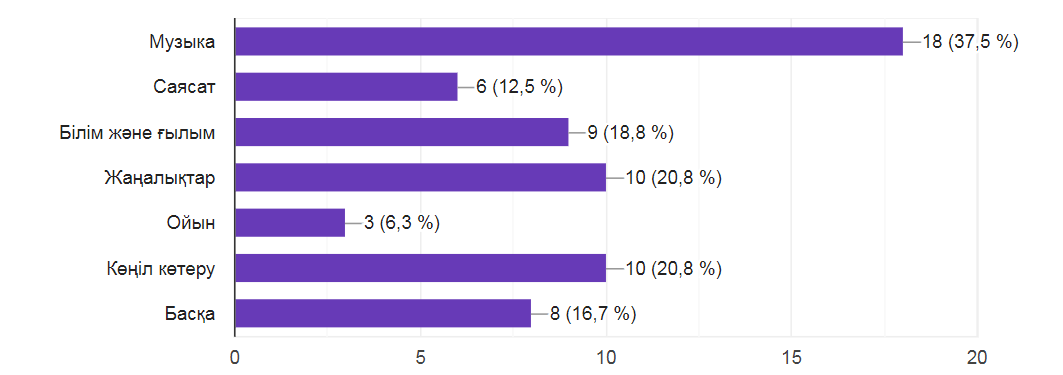 Музыка 18 (37,5 %)
Саясат 6 (12,5 %)
Білім және ғылым 9 (18,8 %)
Жаңалықтар 10 (20,8 %)
Ойын 3 (6,3 %)
Көңіл көтеру 10 (20,8 %)
Басқа 8 (16,7 %)
0 5 10 15 20